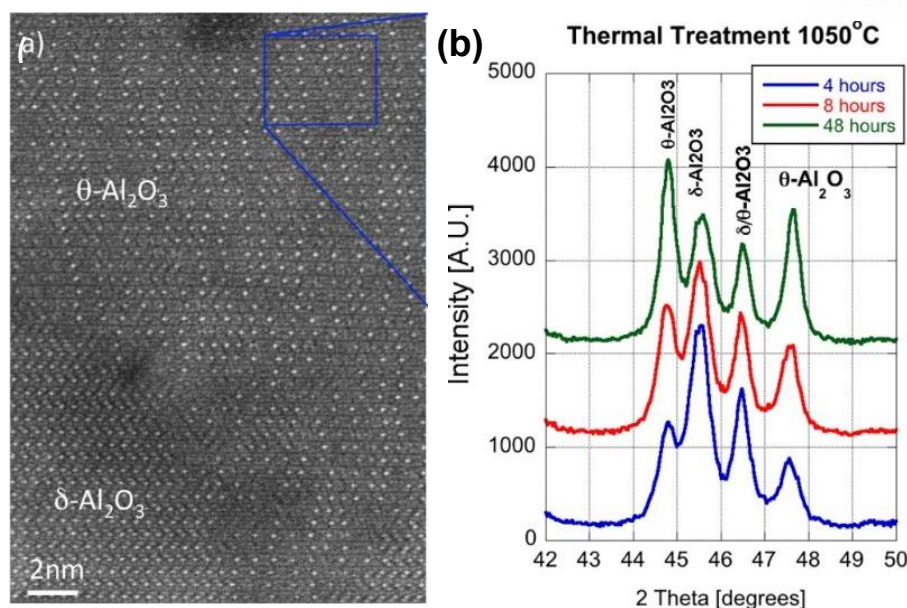 a)
(
θ-Al₂O₃
δ-Al₂O₃
2nm
(b)
Thermal Treatment 1050°C
4 hours
8 hours
48 hours
Intensity [A.U.]
5000
4000
3000
2000
1000
0
θ-Al2O3
δ-Al2O3
δ/θ-Al2O3
θ-Al₂O₃
42 43 44 45 46 47 48 49 50
2 Theta [degrees]